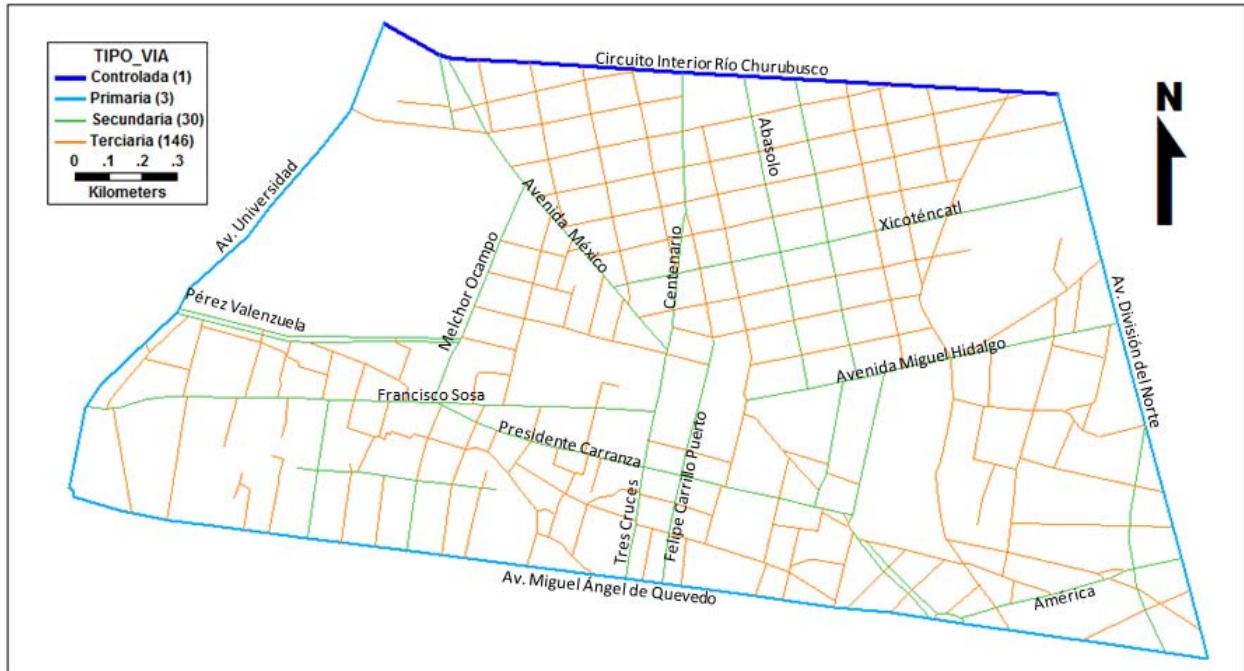 TIPO_VIA
Controlada (1)
Primaria (3)
Secundaria (30)
Terciaria (146)
0 .1 .2 .3
Kilometers
Circuito Interior Río Churubusco
N
Abasolo
Av. Universidad
Avenida México
Xicoténcatl
Centenario
Melchor Ocampo
Pérez Valenzuela
Av. División del Norte
Avenida Miguel Hidalgo
Francisco Sosa
Presidente Carranza
Felipe Carrillo Puerto
Tres Cruces
Av. Miguel Ángel de Quevedo
América